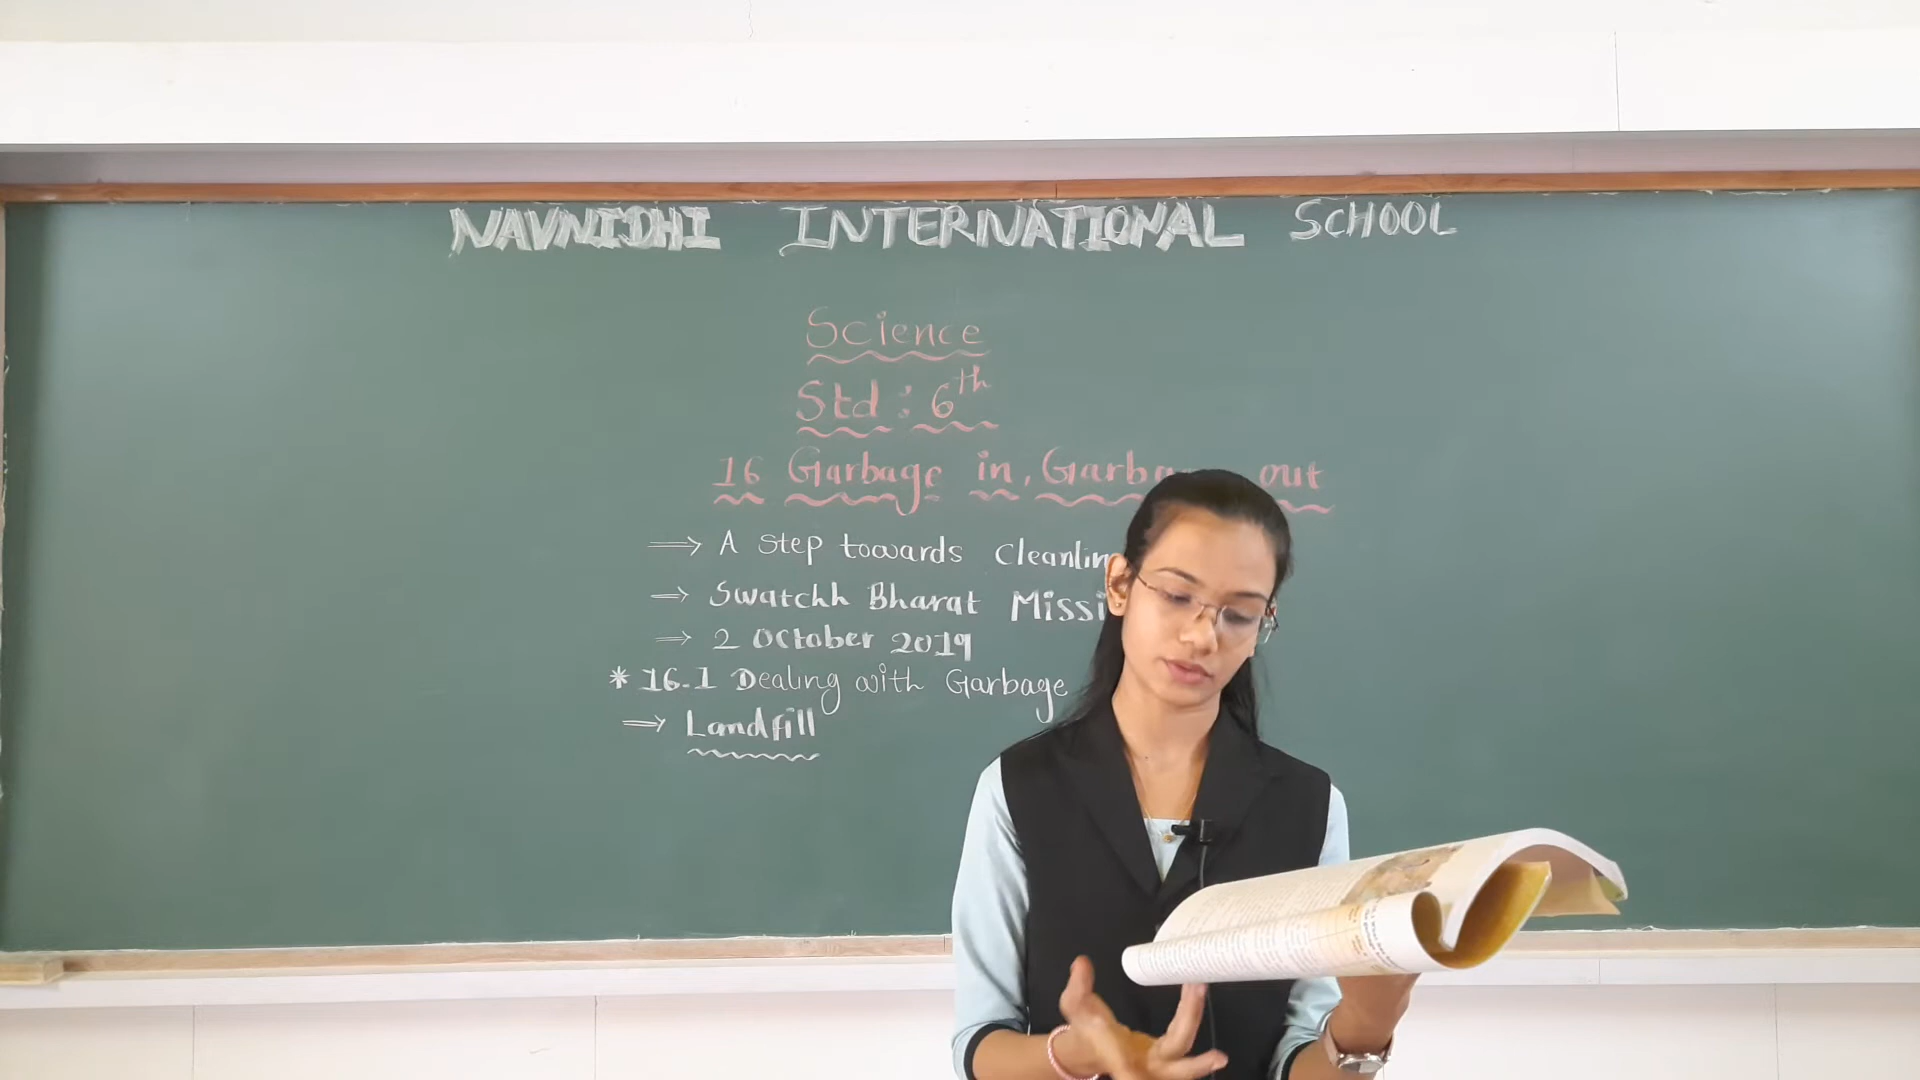 NAVNIDHI INTERNATIONAL SCHOOL
Science
Std : 6th
16 Garbage in, Garba out
⇒ A step towards Cleanlin
⇒ Swatchh Bharat Missi
⇒ 2 October 2019
* 16.1 Dealing with Garbage
⇒ Landfill